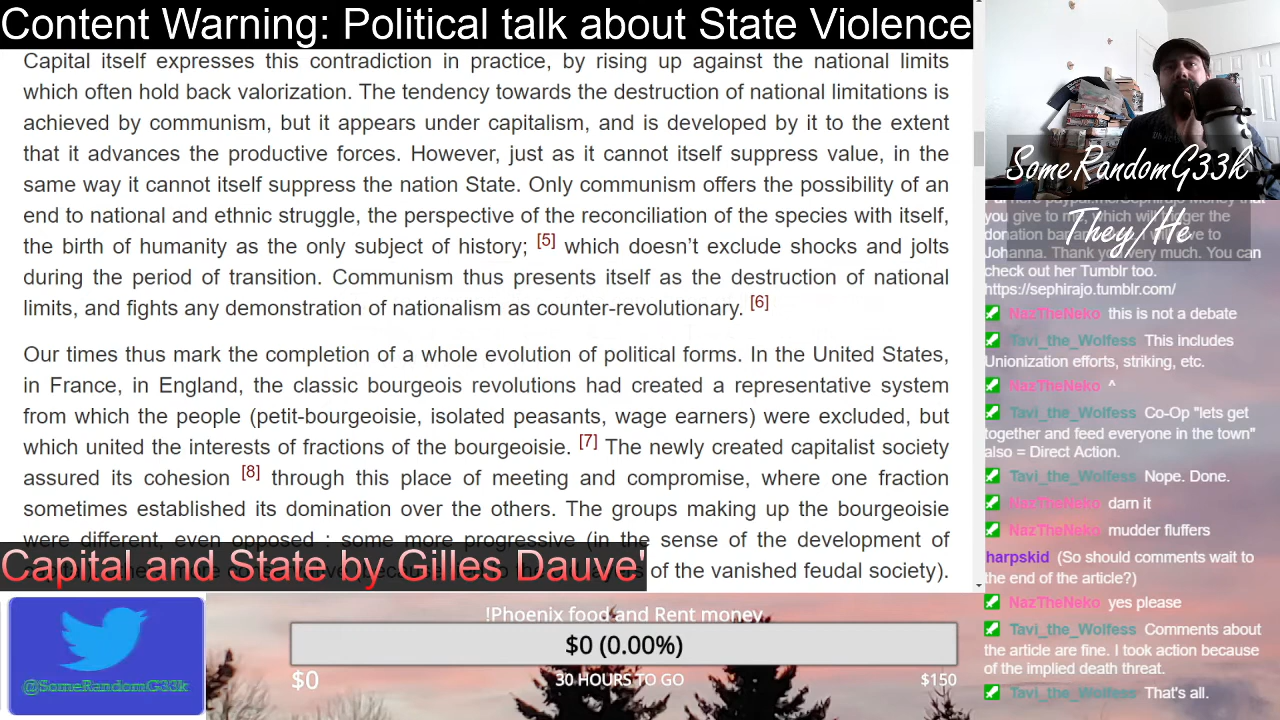 Content Warning: Political talk about State Violence
Capital itself expresses this contradiction in practice, by rising up against the national limits
which often hold back valorization. The tendency towards the destruction of national limitations is
achieved by communism, but it appears under capitalism, and is developed by it to the extent
that it advances the productive forces. However, just as it cannot itself suppress value, in the
same way it cannot itself suppress the nation State. Only communism offers the possibility of an
end to national and ethnic struggle, the perspective of the reconciliation of the species with itself,
the birth of humanity as the only subject of history; [5] which doesn't exclude shocks and jolts
during the period of transition. Communism thus presents itself as the destruction of national
limits, and fights any demonstration of nationalism as counter-revolutionary. [6]
Our times thus mark the completion of a whole evolution of political forms. In the United States,
in France, in England, the classic bourgeois revolutions had created a representative system
from which the people (petit-bourgeoisie, isolated peasants, wage earners) were excluded, but
which united the interests of fractions of the bourgeoisie. [7] The newly created capitalist society
assured its cohesion [8] through this place of meeting and compromise, where one fraction
sometimes established its domination over the others. The groups making up the bourgeoisie
were different, even opposed : some more progressive (in the sense of the development of
of the vanished feudal society).
Capital and State by Gilles Dauve'
@SomeRandomG33k
!Phoenix food and Rent money
$0 (0.00%)
$0
30 HOURS TO GO
$150
SomeRandomG33k
They/He
you give to me, which will trigger the
donation I will give to
Johanna. Thank you very much. You can
check out her Tumblr too.
https://sephirajo.tumblr.com/
NazTheNeko this is not a debate
Tavi_the_Wolfess This includes
Unionization efforts, striking, etc.
NazTheNeko ^
Tavi_the_Wolfess Co-Op "lets get
together and feed everyone in the town"
also = Direct Action.
Tavi_the_Wolfess Nope. Done.
NazTheNeko darn it
NazTheNeko mudder fluffers
harpskid (So should comments wait to
the end of the article?)
NazTheNeko yes please
Tavi_the_Wolfess Comments about
the article are fine. I took action because
of the implied death threat.
Tavi_the_Wolfess That's all.